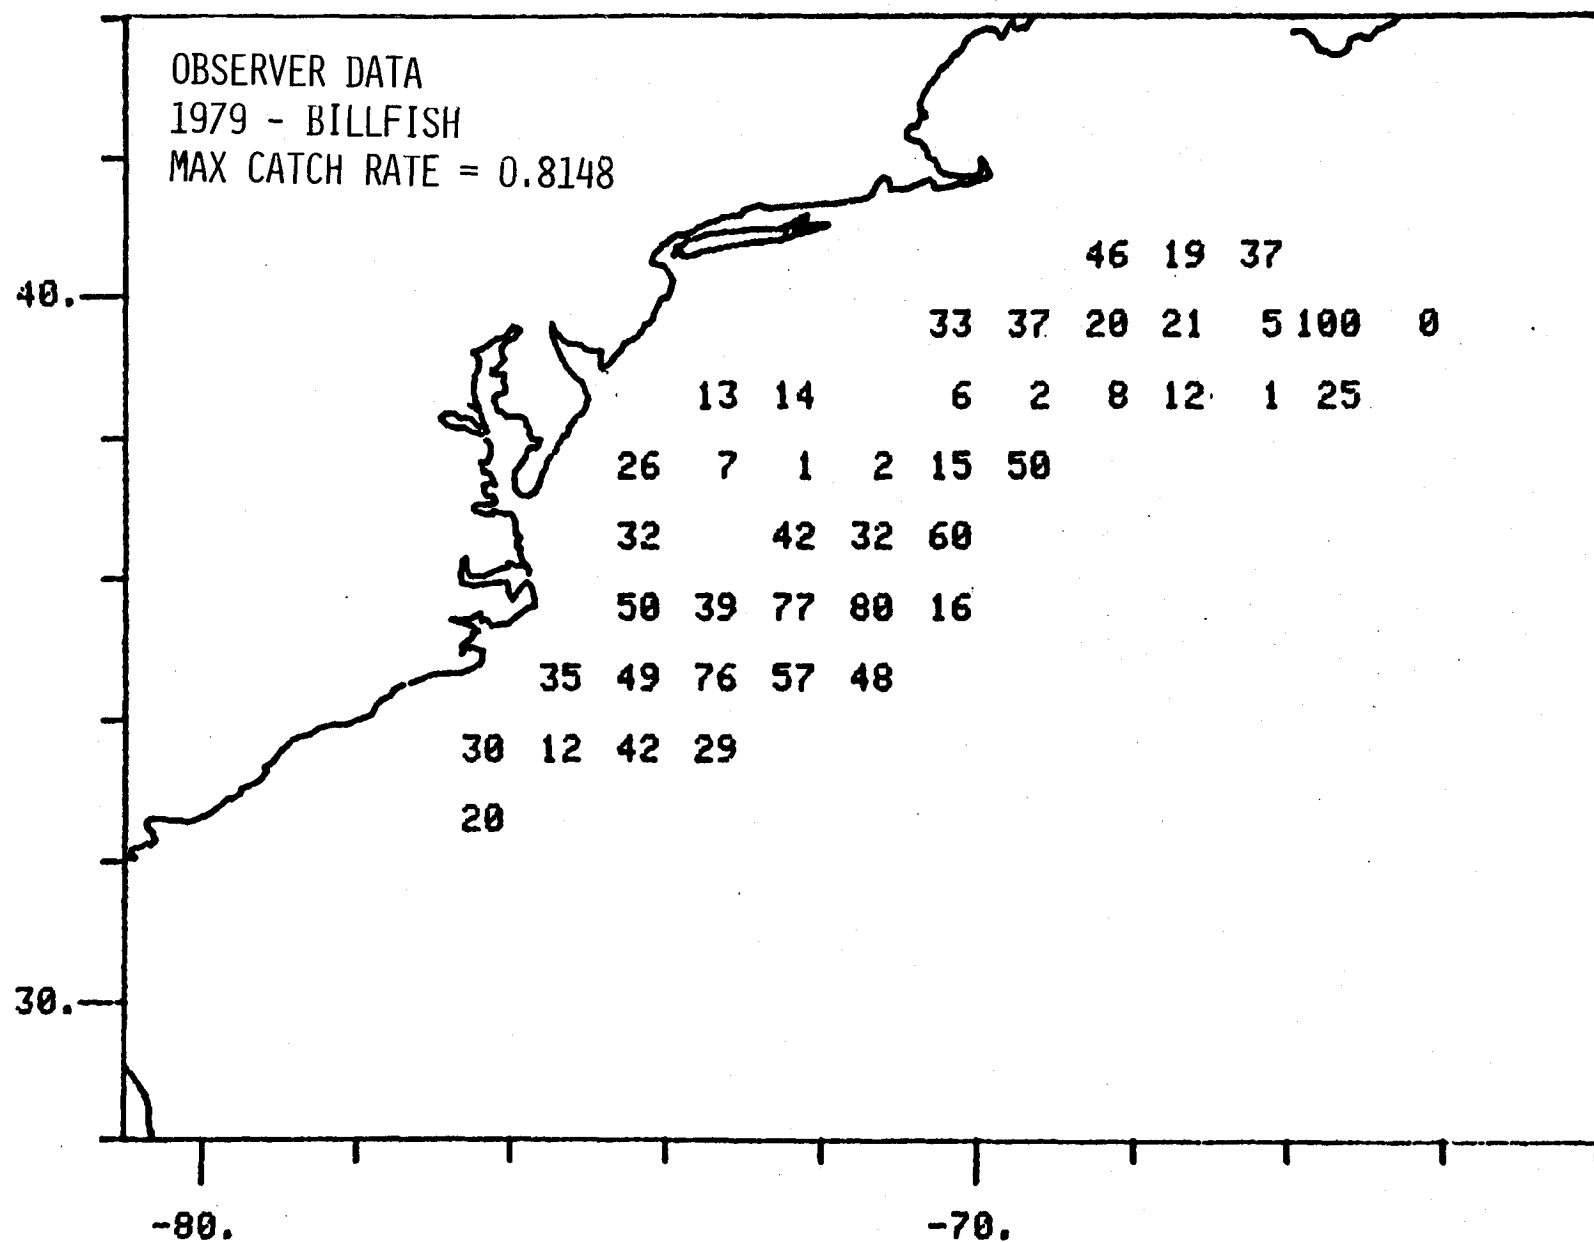 OBSERVER DATA
1979 - BILLFISH
MAX CATCH RATE = 0.8148
46 19 37
40.
33 37 20 21 5 100 0
13 14 6 2 8 12 1 25
26 7 1 2 15 50
32 42 32 60
50 39 77 80 16
35 49 76 57 48
30 12 42 29
20
30.
-80. -70.